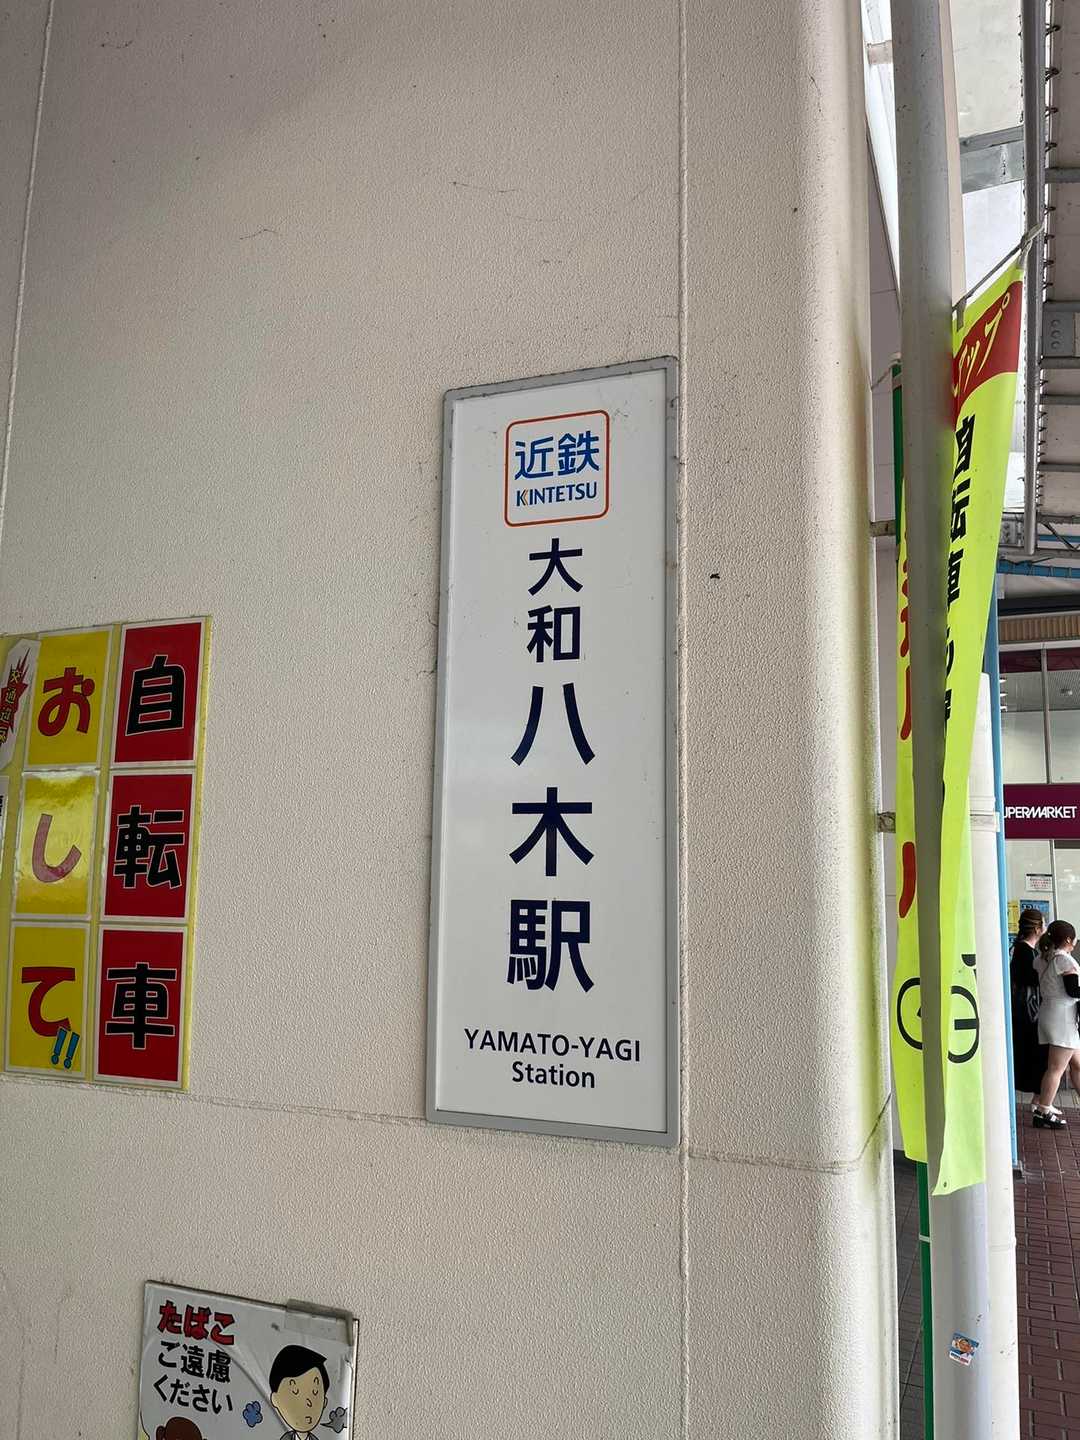 近鉄
KINTETSU
大和八木駅
YAMATO-YAGI
Station
自転車
おして!!
たばこ
ご遠慮
ください
UPERMARKET